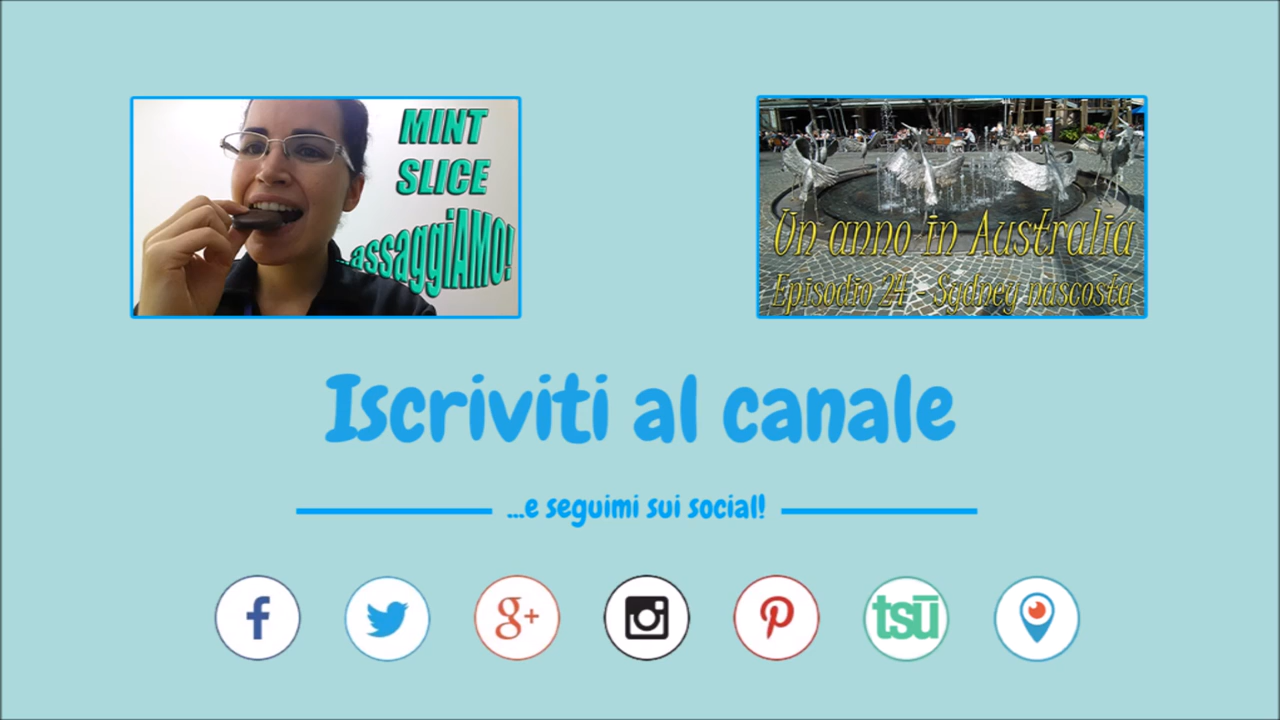 MINT
SLICE
assaggiAMO!
Un anno in Australia
Episodio 24 - Sydney nascosta
Iscriviti al canale
...e seguimi sui social!
f
g+
tsū